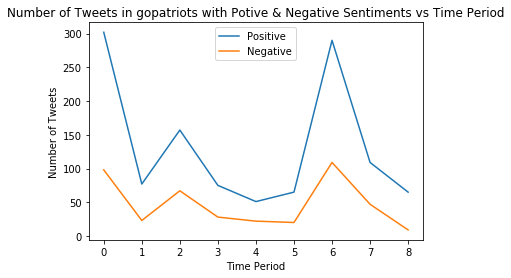 Number of Tweets in gopatriots with Potive & Negative Sentiments vs Time Period
Positive
Negative
300
250
200
150
100
50
0
Number of Tweets
0 1 2 3 4 5 6 7 8
Time Period